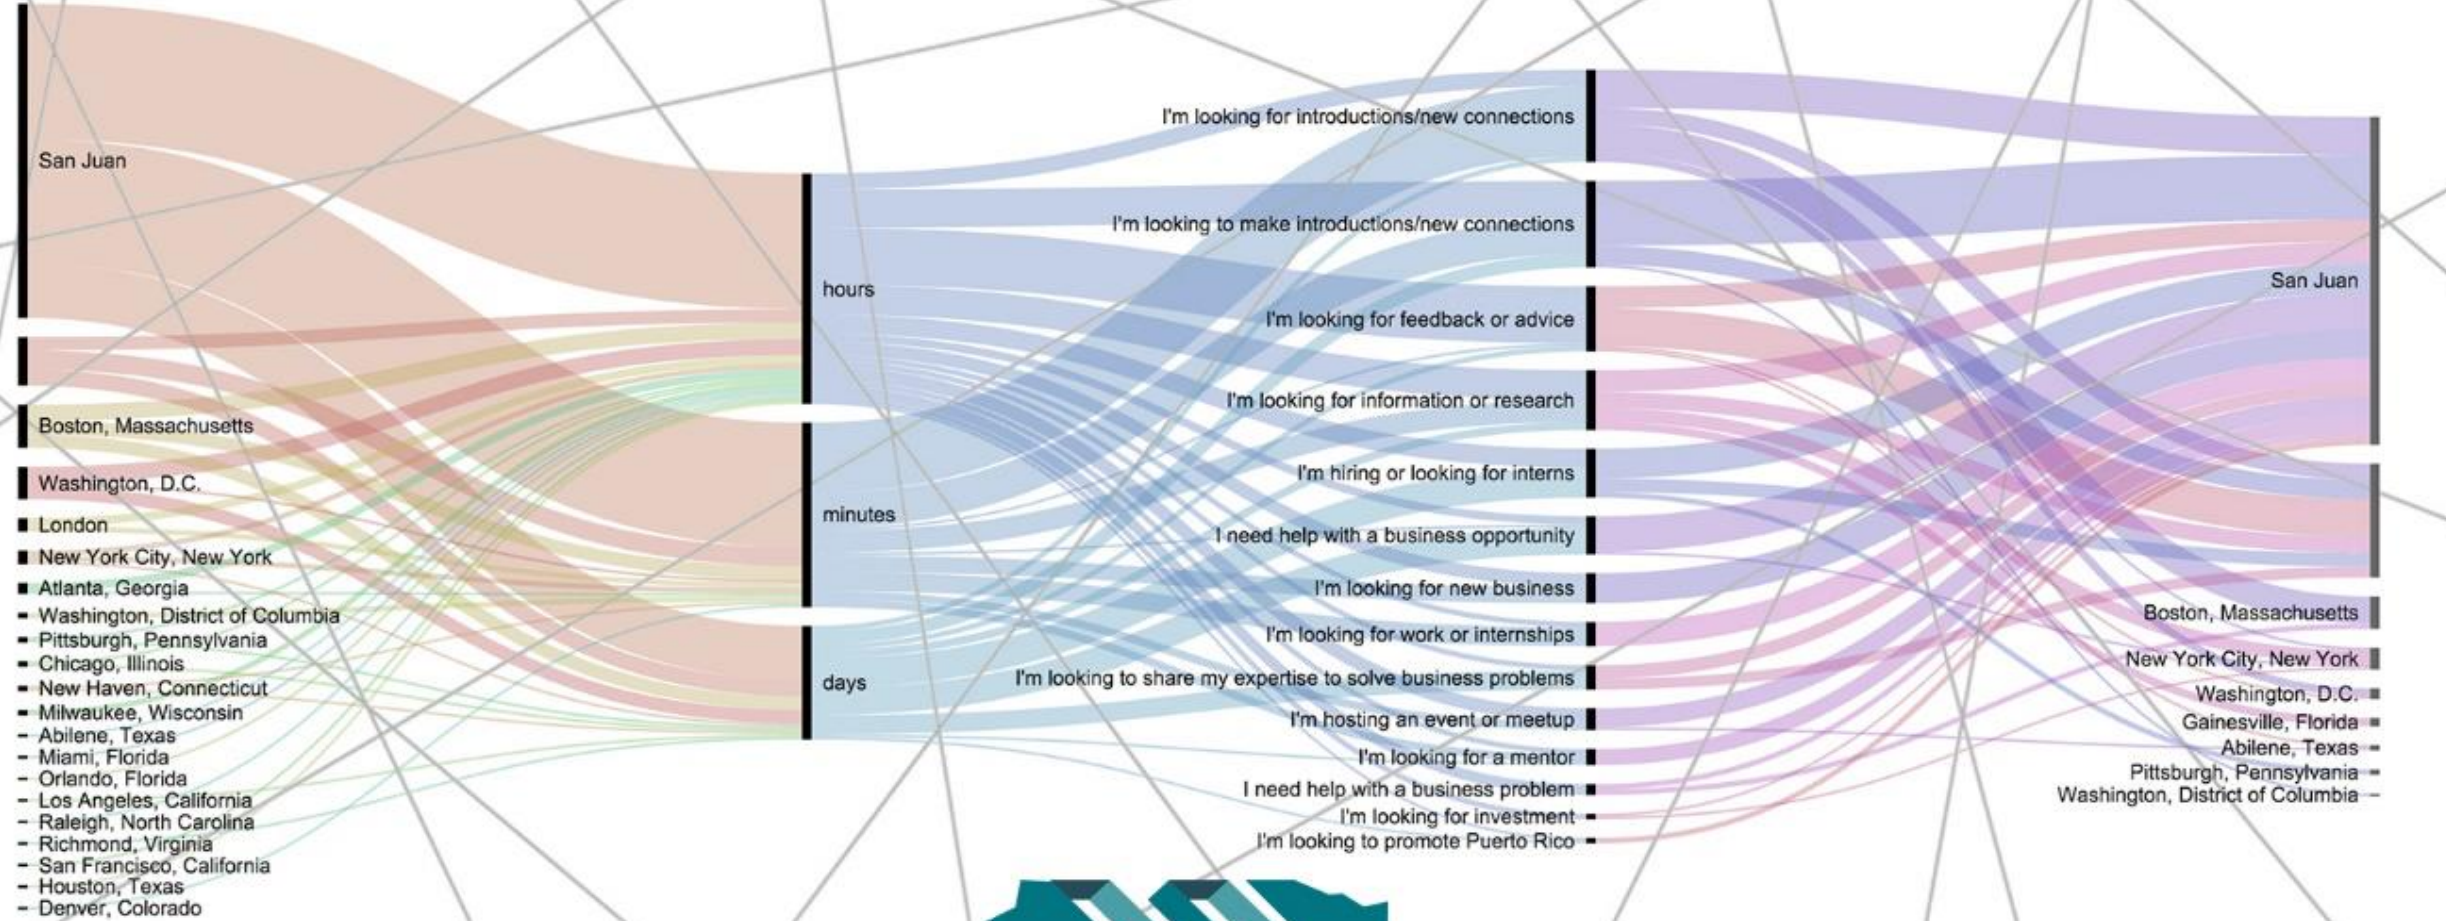 San Juan
Boston, Massachusetts
Washington, D.C.
London
New York City, New York
Atlanta, Georgia
Washington, District of Columbia
Pittsburgh, Pennsylvania
Chicago, Illinois
New Haven, Connecticut
Milwaukee, Wisconsin
Abilene, Texas
Miami, Florida
Orlando, Florida
Los Angeles, California
Raleigh, North Carolina
Richmond, Virginia
San Francisco, California
Houston, Texas
Denver, Colorado
hours
minutes
days
I'm looking for introductions/new connections
I'm looking to make introductions/new connections
I'm looking for feedback or advice
I'm looking for information or research
I'm hiring or looking for interns
I need help with a business opportunity
I'm looking for new business
I'm looking for work or internships
I'm looking to share my expertise to solve business problems
I'm hosting an event or meetup
I'm looking for a mentor
I need help with a business problem
I'm looking for investment
I'm looking to promote Puerto Rico
San Juan
Boston, Massachusetts
New York City, New York
Washington, D.C.
Gainesville, Florida
Abilene, Texas
Pittsburgh, Pennsylvania
Washington, District of Columbia